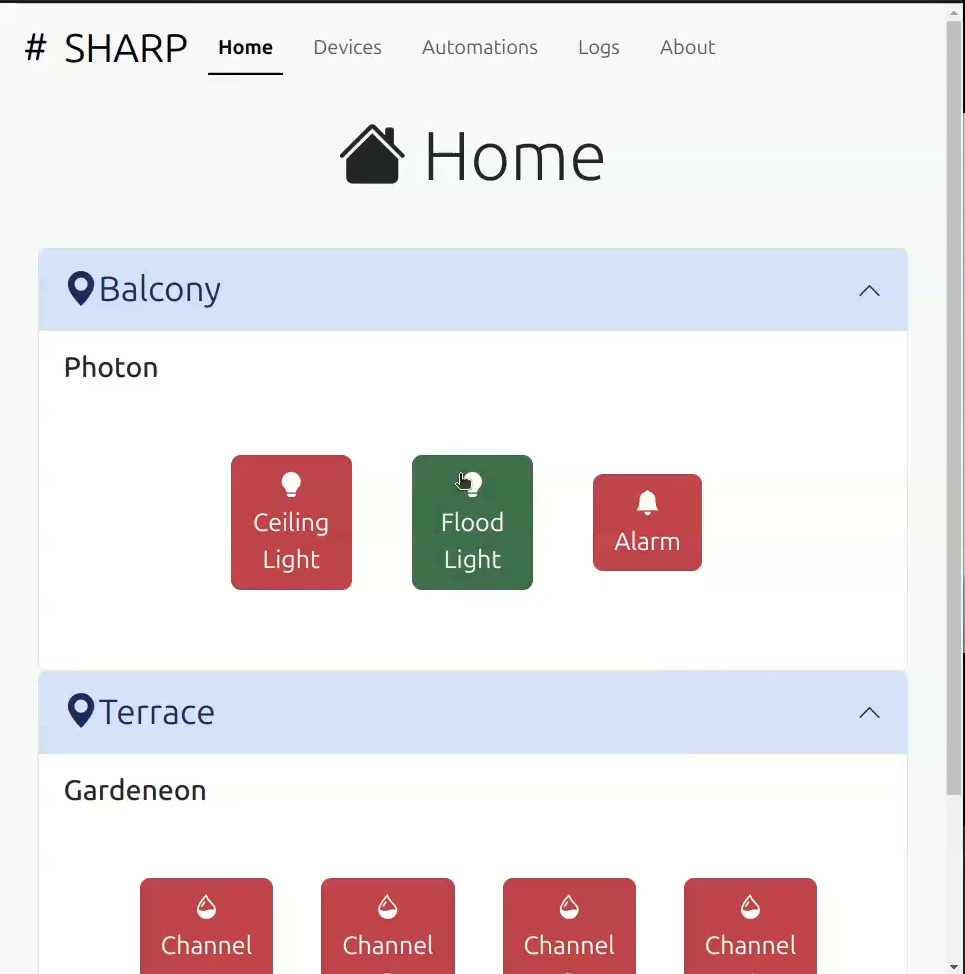 # SHARP Home Devices Automations Logs About
Home
Balcony
Photon
Ceiling
Light
Flood
Light
Alarm
Terrace
Gardeneon
Channel Channel Channel Channel